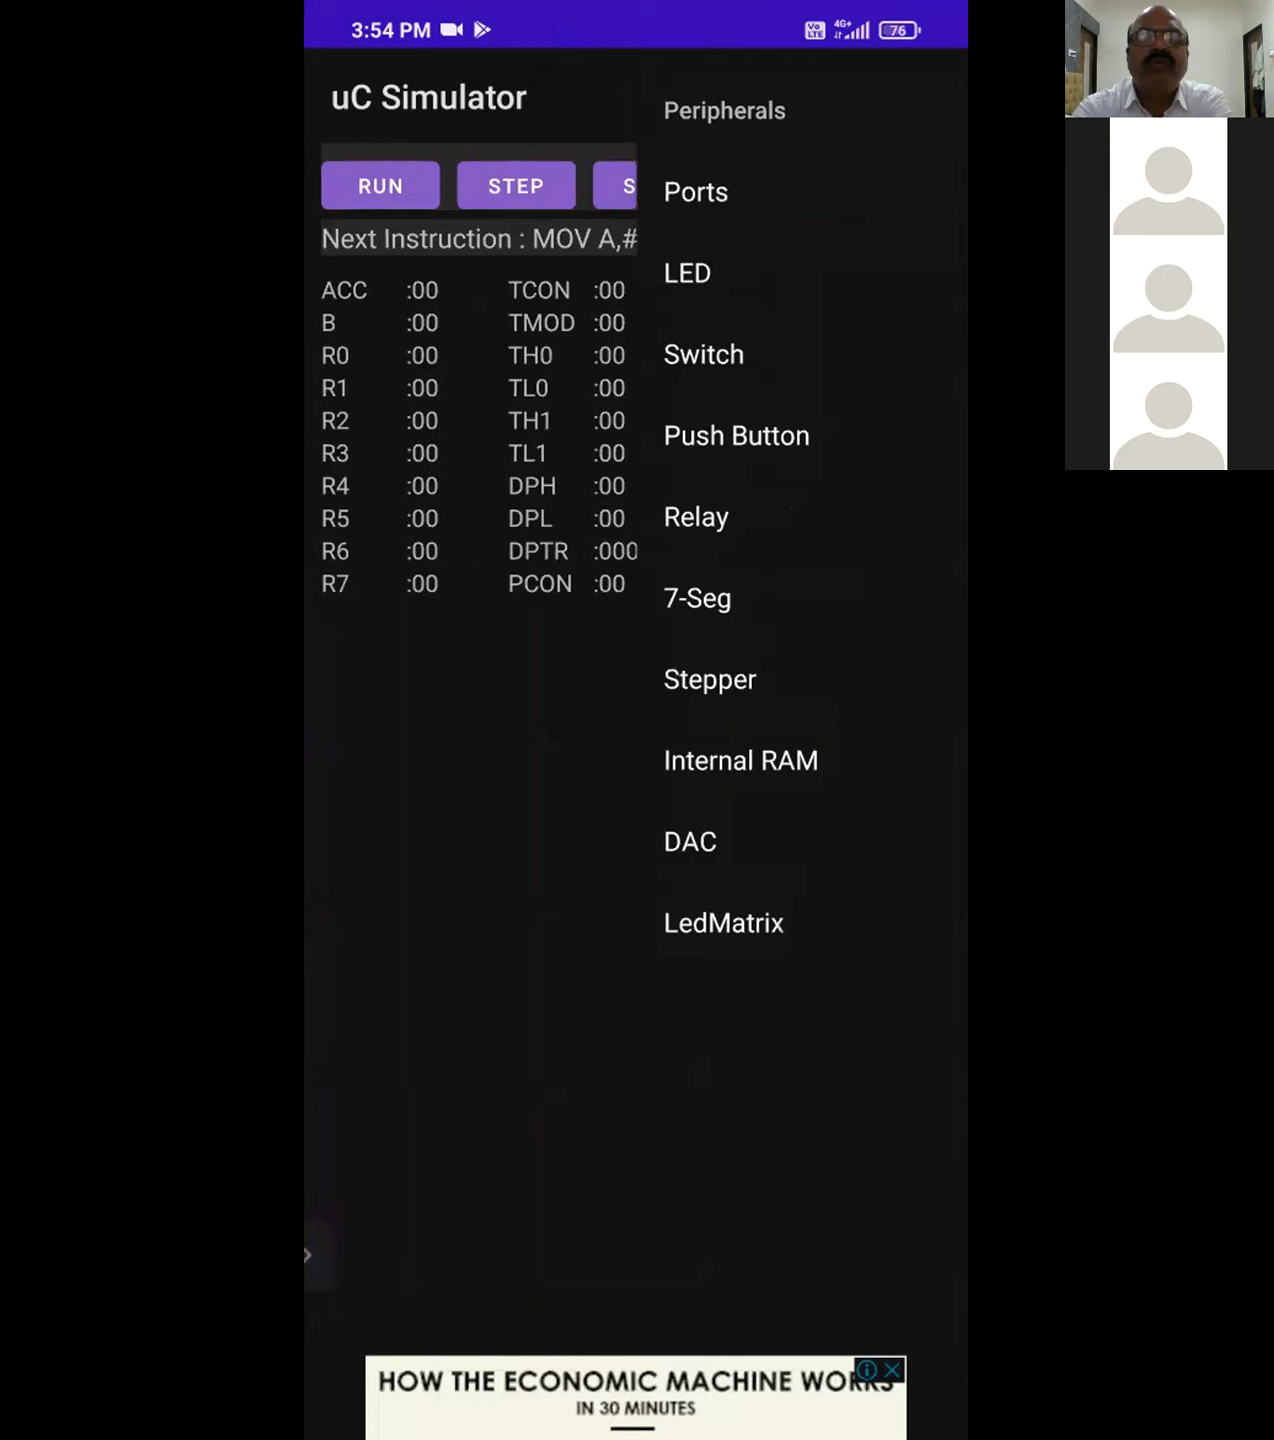 3:54 PM
Vo LTE 4G+ 76
uC Simulator
RUN STEP S
Next Instruction : MOV A,#
ACC :00 TCON :00
B :00 TMOD :00
R0 :00 TH0 :00
R1 :00 TL0 :00
R2 :00 TH1 :00
R3 :00 TL1 :00
R4 :00 DPH :00
R5 :00 DPL :00
R6 :00 DPTR :000
R7 :00 PCON :00
Peripherals
Ports
LED
Switch
Push Button
Relay
7-Seg
Stepper
Internal RAM
DAC
LedMatrix
HOW THE ECONOMIC MACHINE WORKS
IN 30 MINUTES